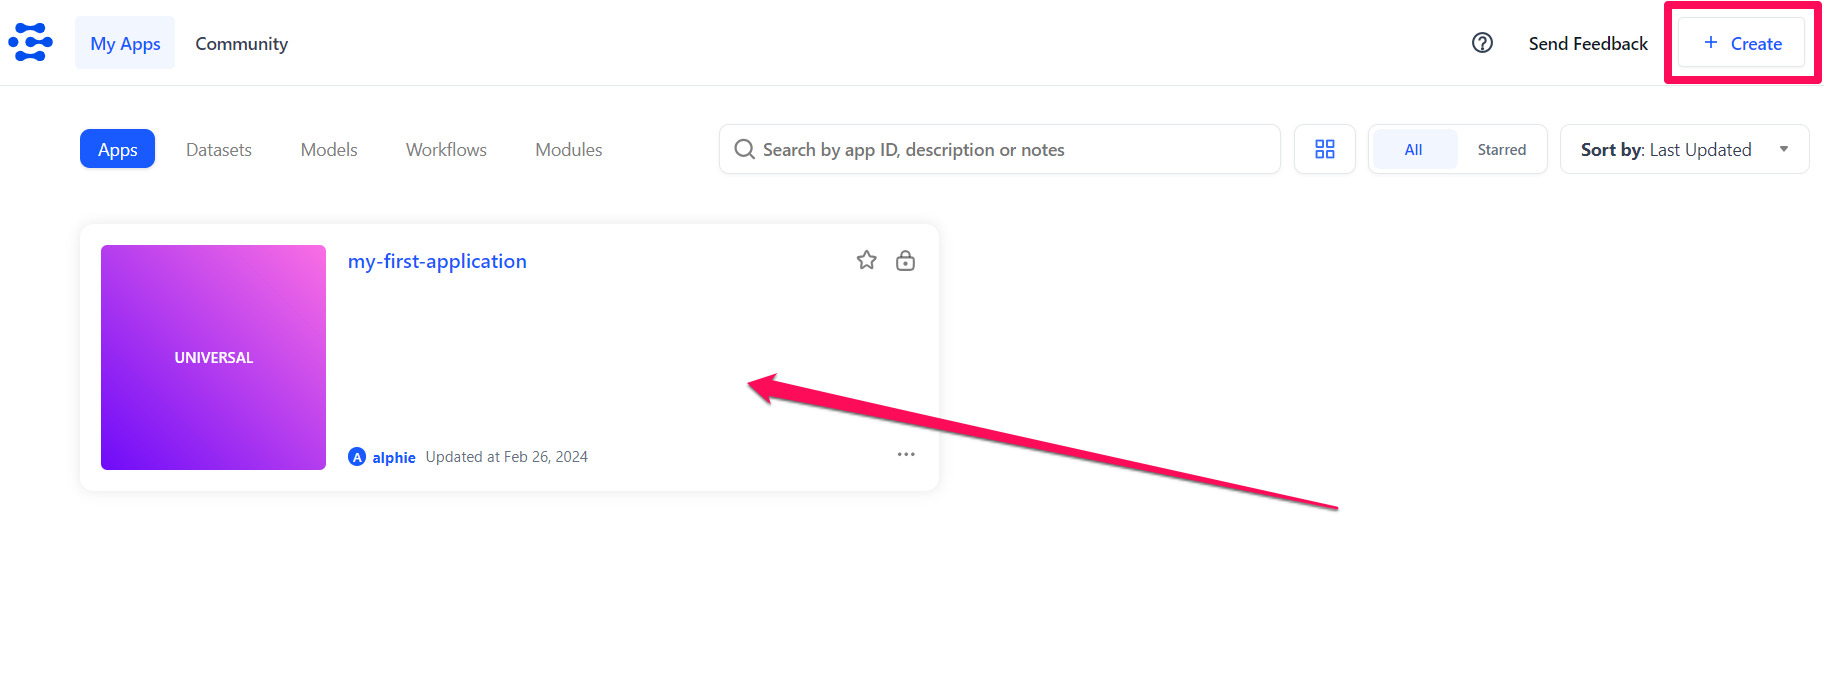 My Apps Community Send Feedback + Create
Apps Datasets Models Workflows Modules Search by app ID, description or notes All Starred Sort by: Last Updated
my-first-application
UNIVERSAL
A alphie Updated at Feb 26, 2024